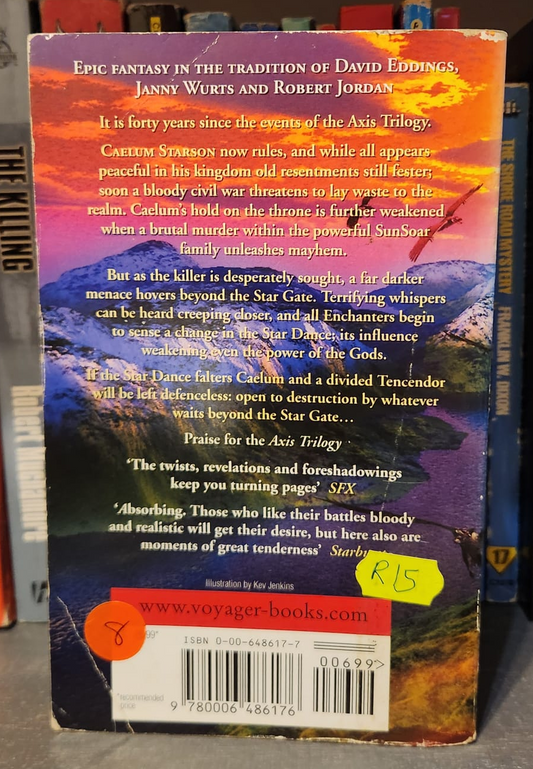 EPIC FANTASY IN THE TRADITION OF DAVID EDDINGS,
JANNY WURTS AND ROBERT JORDAN
It is forty years since the events of the Axis Trilogy.
CAELUM STARSON now rules, and while all appears
peaceful in his kingdom old resentments still fester;
soon a bloody civil war threatens to lay waste to the
realm. Caelum's hold on the throne is further weakened
when a brutal murder within the powerful SunSoar
family unleashes mayhem.
But as the killer is desperately sought, a far darker
menace hovers beyond the Star Gate. Terrifying whispers
can be heard creeping closer, and all Enchanters begin
to sense a change in the Star Dance; its influence
weakening even the power of the Gods.
If the Star Dance falters Caelum and a divided Tencendor
will be left defenceless: open to destruction by whatever
waits beyond the Star Gate…
Praise for the Axis Trilogy
'The twists, revelations and foreshadowings
keep you turning pages' SFX
'Absorbing. Those who like their battles bloody
and realistic will get their desire, but here also are
moments of great tenderness'
R15
Illustration by Kev Jenkins
www.voyager-books.com
8
ISBN 0-00-648617-7
00699>
*recommended
price
9 780006 486176
THE KILLING
THE SHORE ROAD MYSTERY FRANKLIN W. DIXON
17